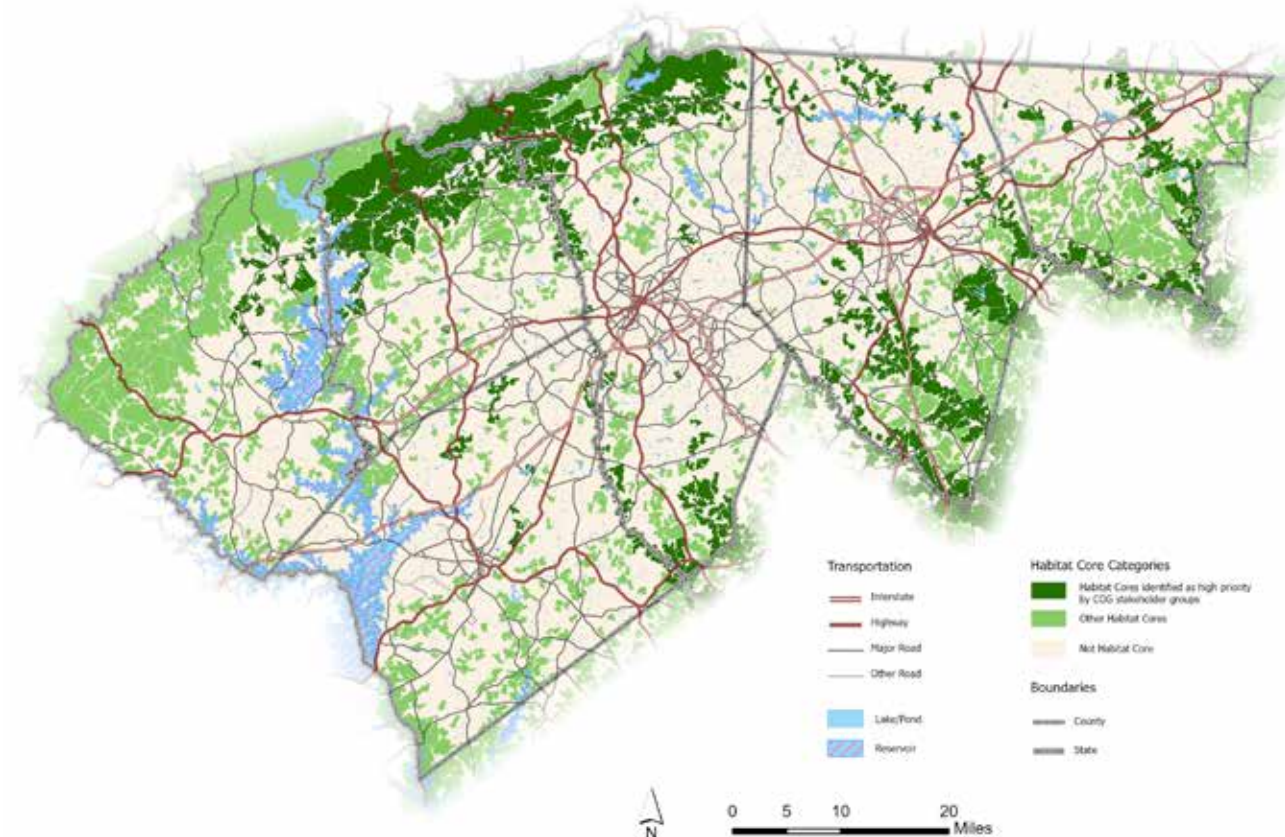 Transportation
Interstate
Highway
Major Road
Other Road
Lake/Pond
Reservoir
Habitat Core Categories
Habitat Cores identified as high priority
by COG stakeholder groups
Other Habitat Cores
Not Habitat Core
Boundaries
County
State
N
0 5 10 20
Miles